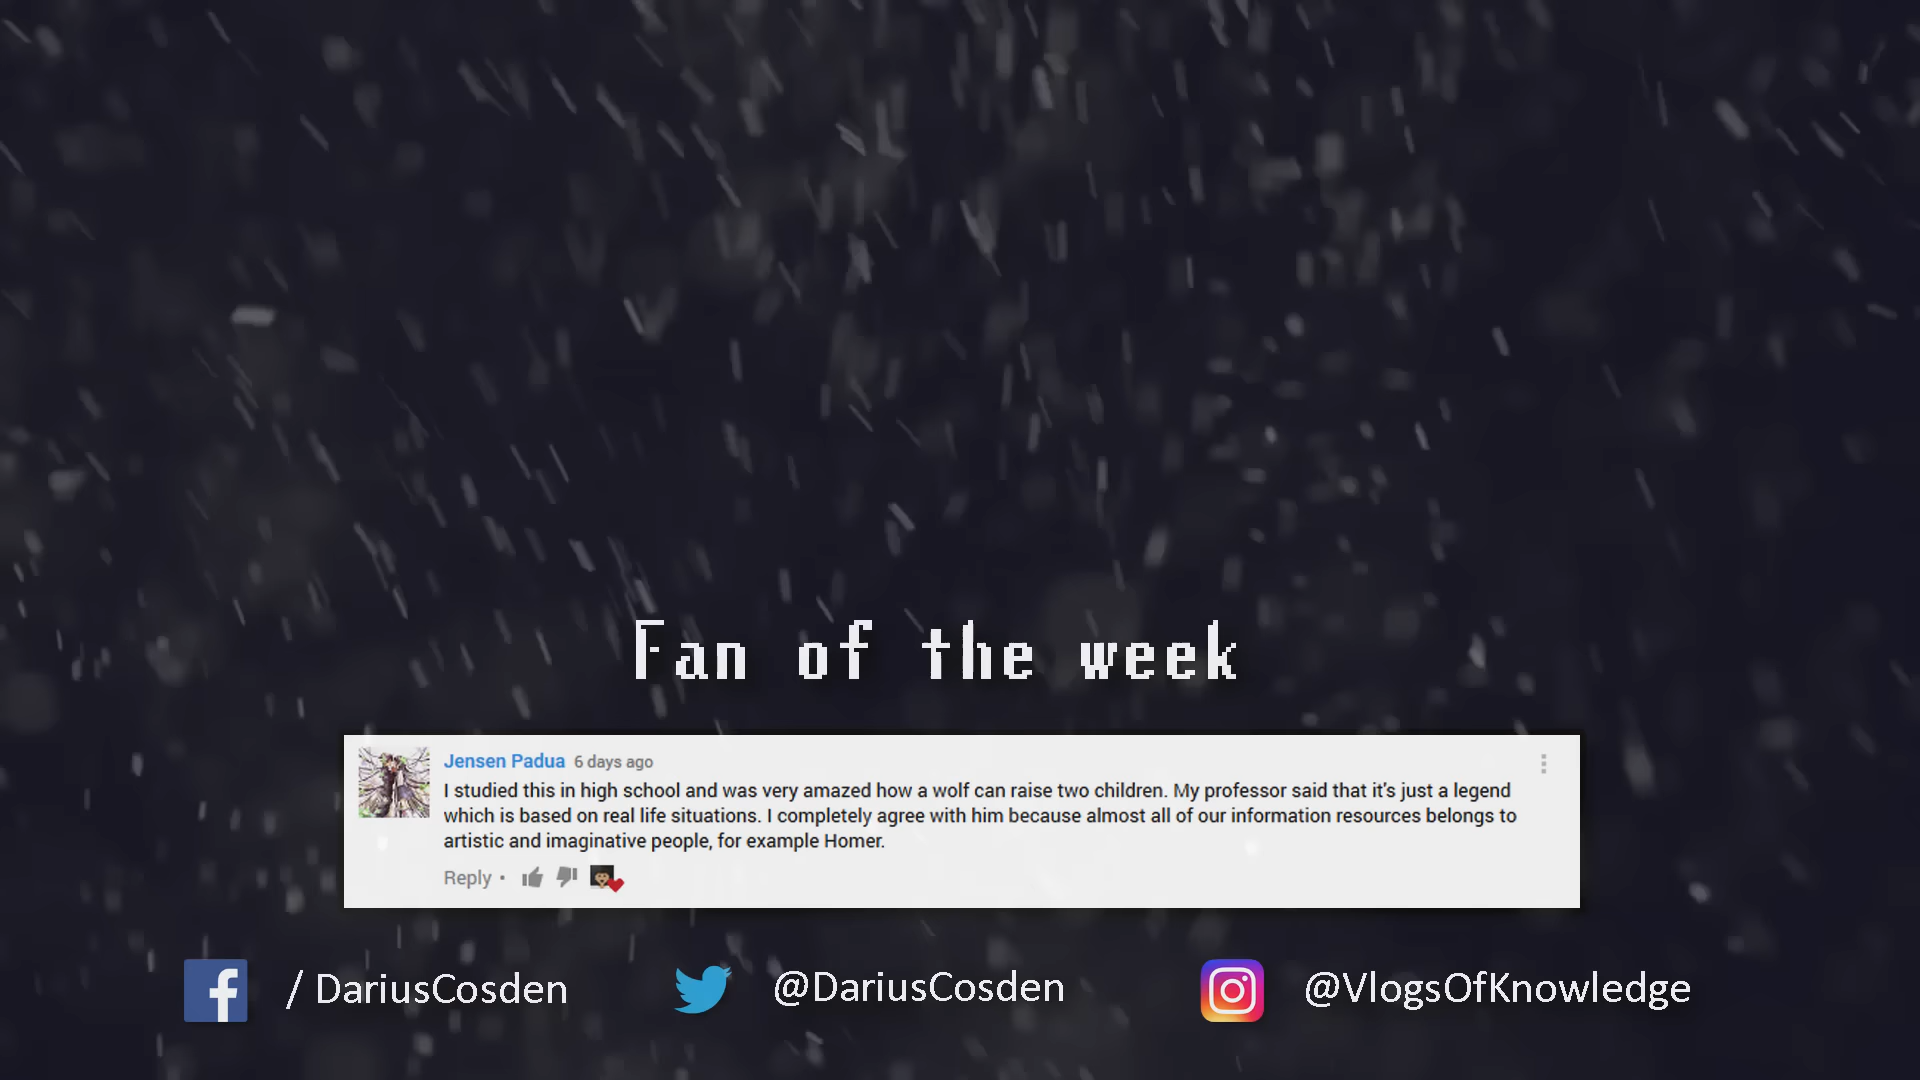 Fan of the week
Jensen Padua 6 days ago
I studied this in high school and was very amazed how a wolf can raise two children. My professor said that it's just a legend
which is based on real life situations. I completely agree with him because almost all of our information resources belongs to
artistic and imaginative people, for example Homer.
Reply •
/ DariusCosden @DariusCosden @VlogsOfKnowledge